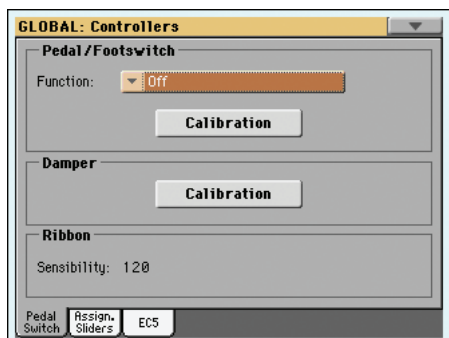 GLOBAL: Controllers
Pedal/Footswitch
Function: Off
Calibration
Damper
Calibration
Ribbon
Sensibility: 120
Pedal Switch
Assign. Sliders
EC5